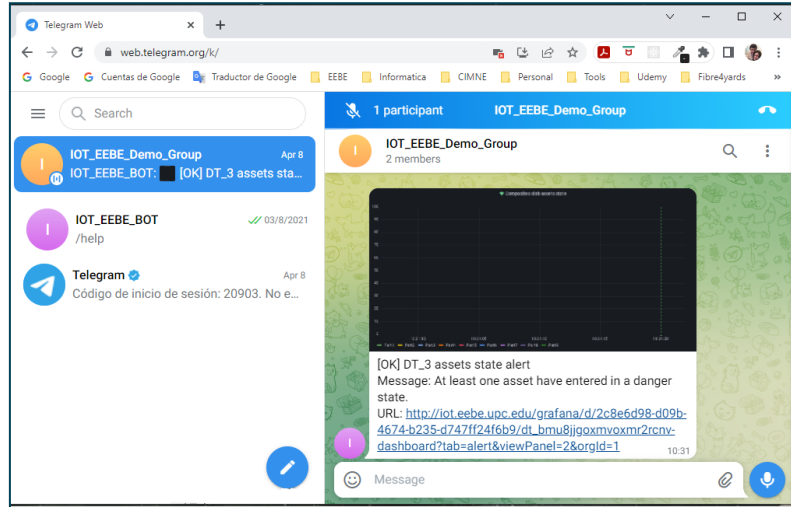 Telegram Web
web.telegram.org/k/
Google
Cuentas de Google
Traductor de Google
EEBE
Informatica
CIMNE
Personal
Tools
Udemy
Fibre4yards
Search
IOT_EEBE_Demo_Group Apr 8
IOT_EEBE_BOT: [OK] DT_3 assets sta...
IOT_EEBE_BOT 03/8/2021
/help
Telegram Apr 8
Código de inicio de sesión: 20903. No e...
1 participant IOT_EEBE_Demo_Group
IOT_EEBE_Demo_Group
2 members
assets state
[OK] DT_3 assets state alert
Message: At least one asset have entered in a danger
state.
URL: http://iot.eebe.upc.edu/grafana/d/2c8e6d98-d09b-
4674-b235-d747ff24f6b9/dt_bmu8jjgoxmvoxmr2rcnv-
dashboard?tab=alert&viewPanel=2&orgId=1 10:31
Message